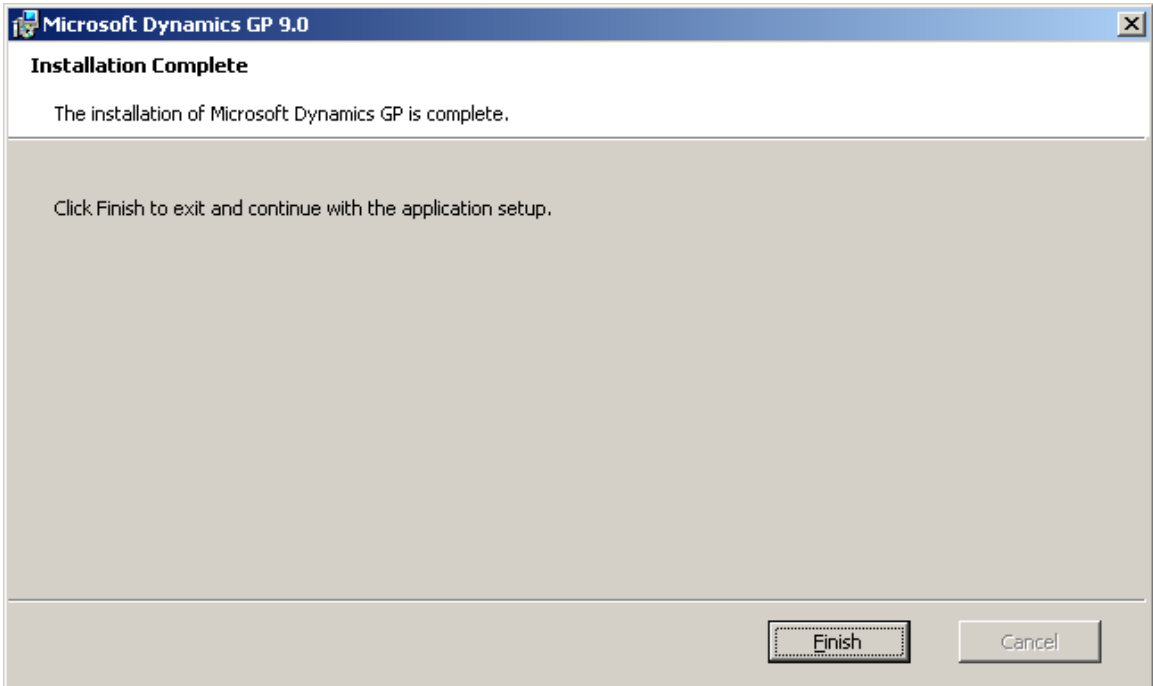 Microsoft Dynamics GP 9.0
Installation Complete
The installation of Microsoft Dynamics GP is complete.
Click Finish to exit and continue with the application setup.
Finish
Cancel